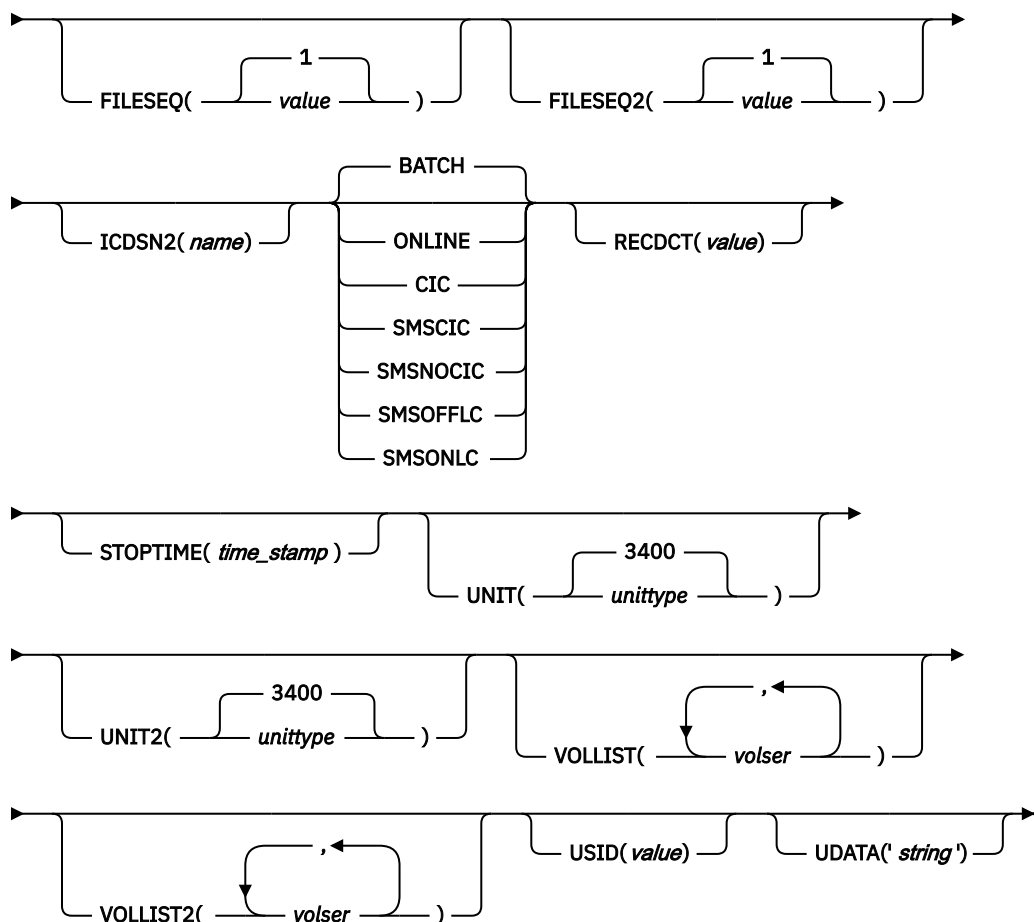 1 1
FILESEQ( value ) FILESEQ2( value )
BATCH
ICDSN2( name) ONLINE RECDCT( value)
CIC
SMSCIC
SMSNOCIC
SMSOFFLC
SMSONLC
STOPTIME( time_stamp ) 3400
UNIT( unittype )
3400 ,
UNIT2( unittype ) VOLLIST( volser )
, USID( value) UDATA(' string ')
VOLLIST2( volser )